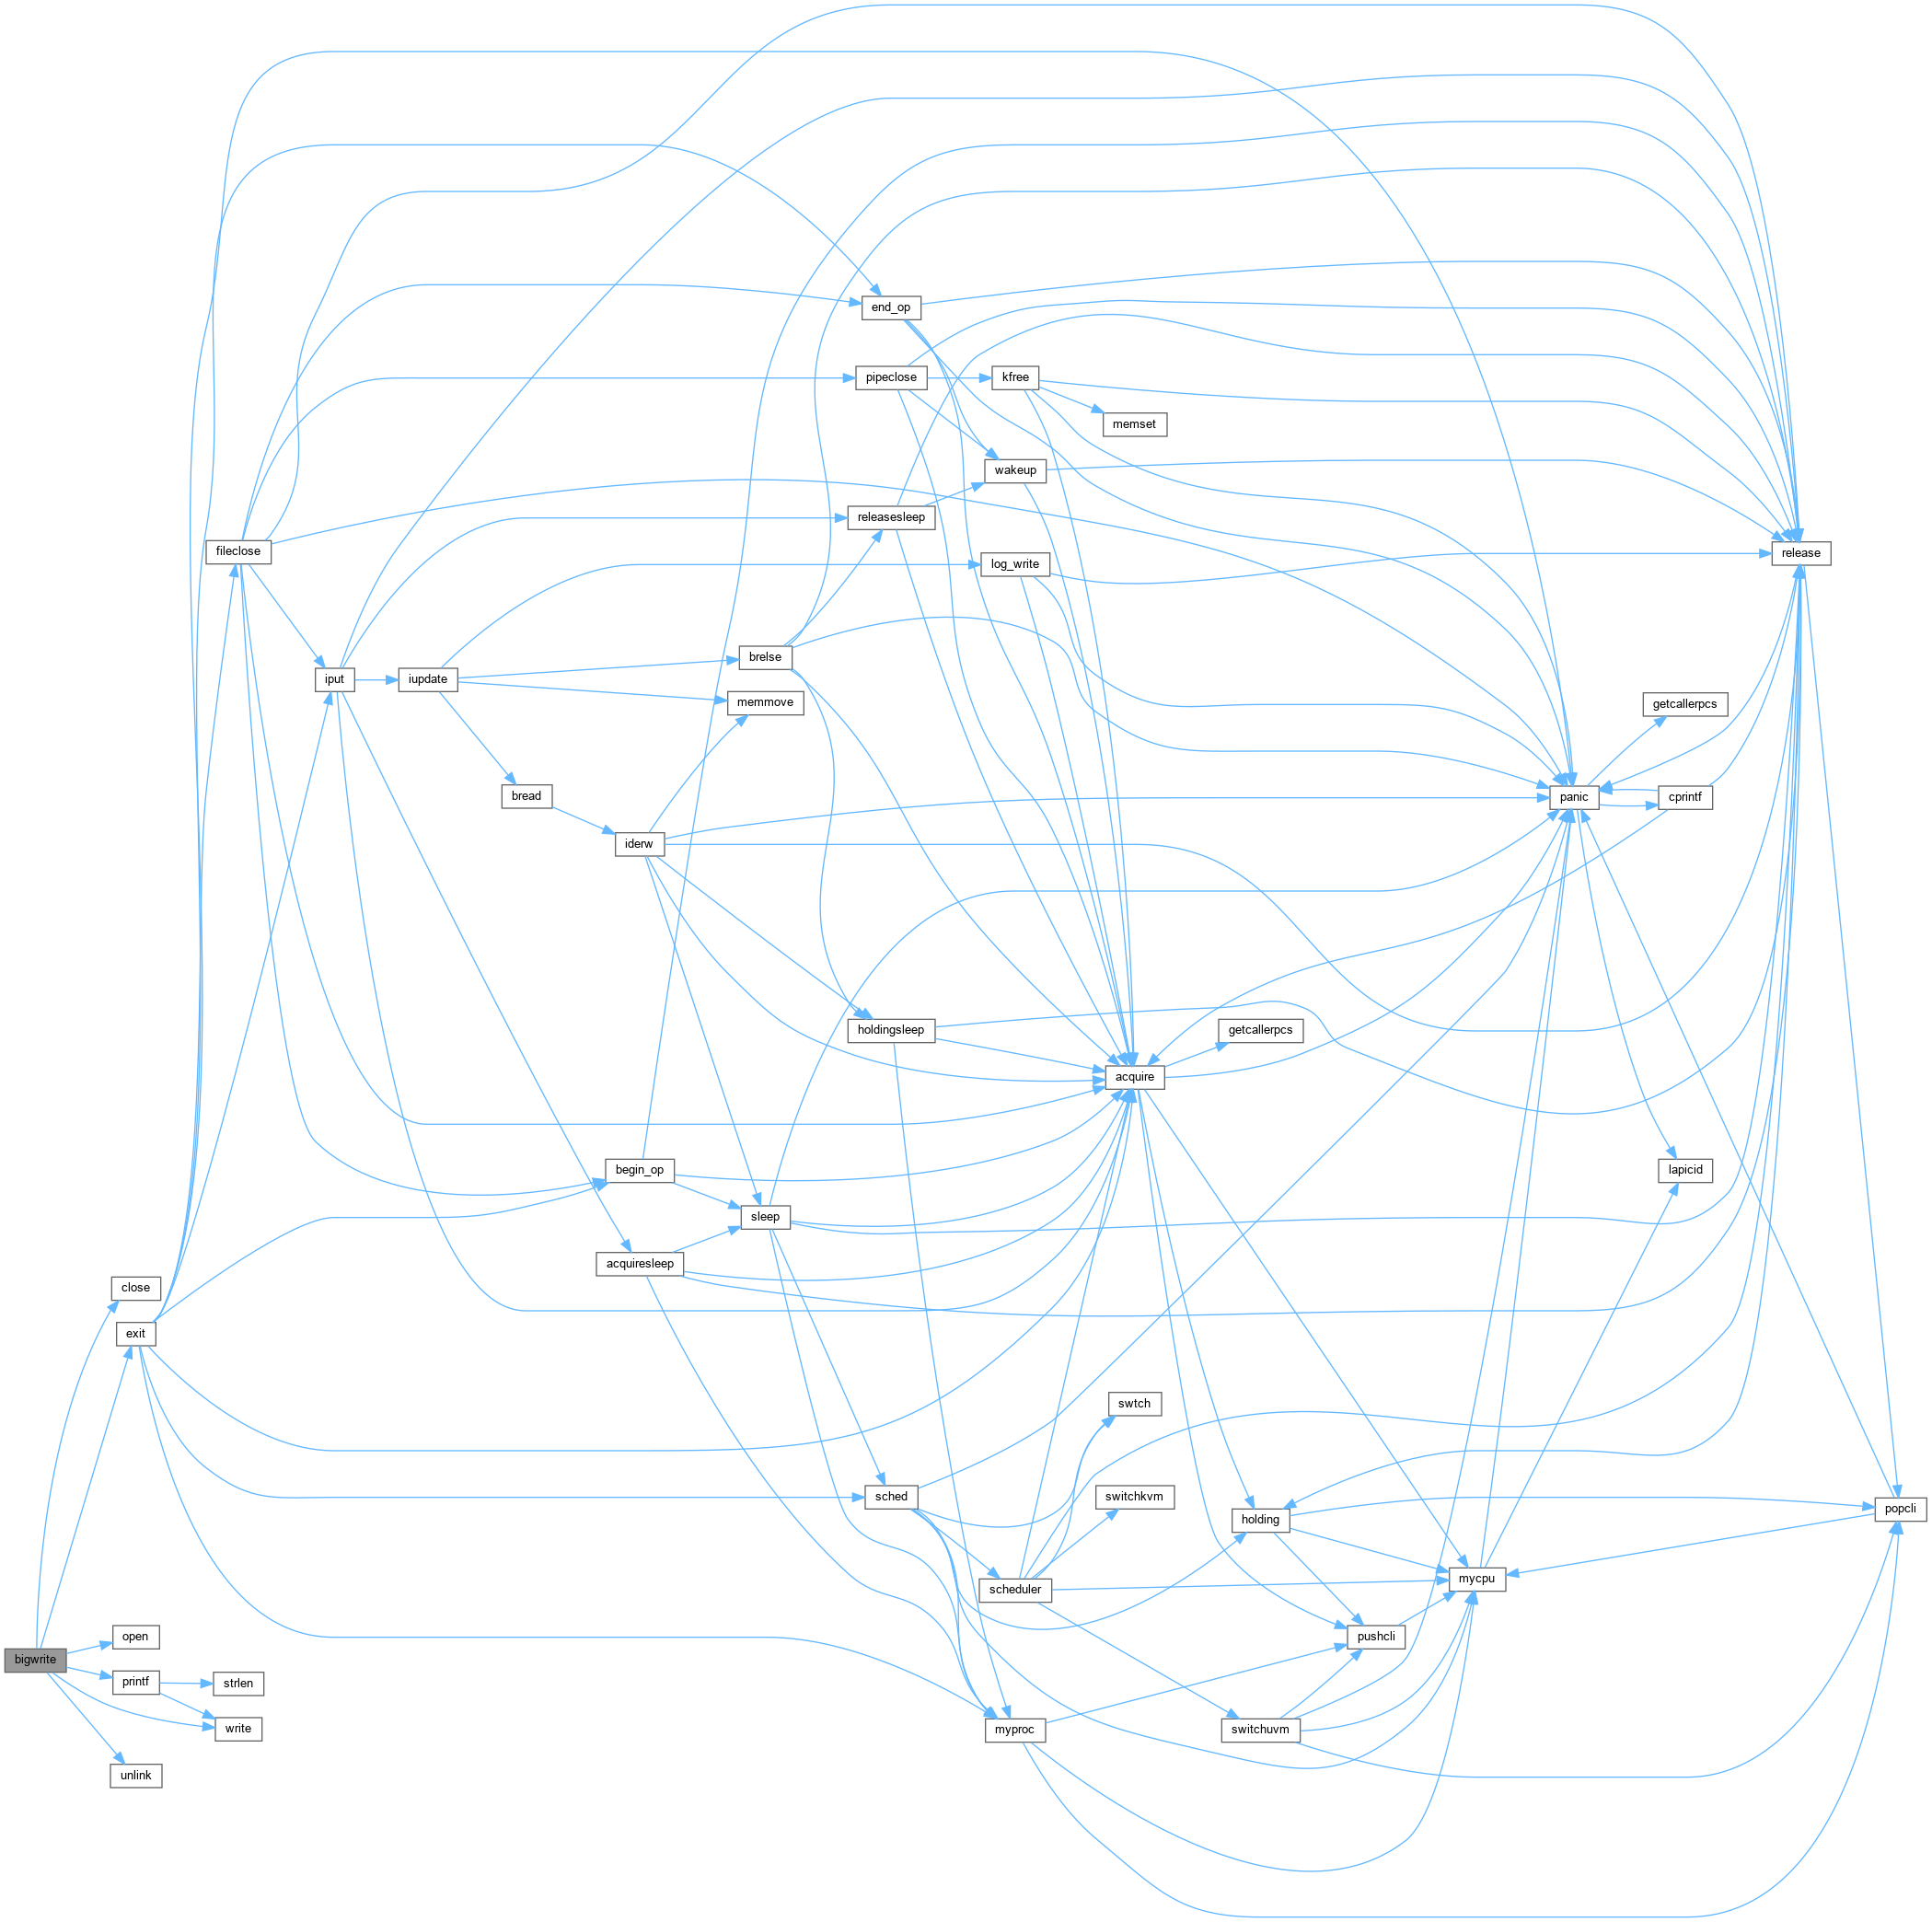 end_op
pipeclose
kfree
memset
wakeup
releasesleep
fileclose
release
log_write
brelse
iput
iupdate
memmove
getcallerpcs
bread
panic
cprintf
iderw
holdingsleep
getcallerpcs
acquire
begin_op
lapicid
sleep
acquiresleep
close
exit
swtch
sched
switchkvm
holding
popcli
scheduler
mycpu
open
pushcli
bigwrite
printf
strlen
write
switchuvm
myproc
unlink